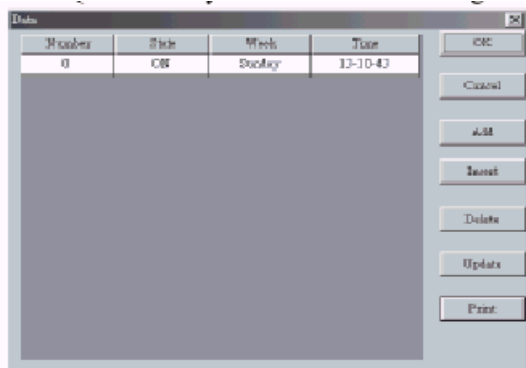 Data
Number State Week Time
0 ON Sunday 13-10-43
OK
Cancel
Add
Insert
Delete
Update
Print